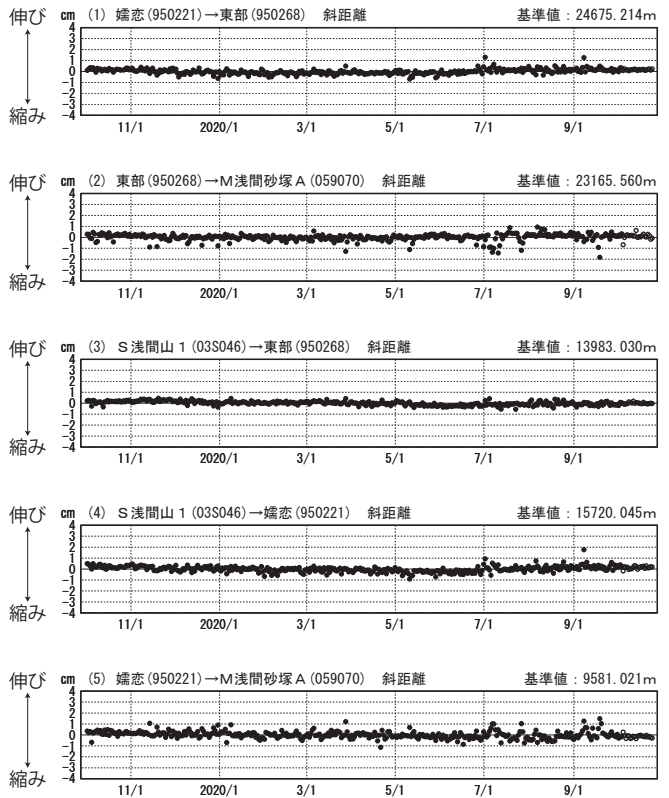 伸び cm (1) 嬬恋(950221)→東部(950268) 斜距離 基準値：24675.214m
4
3
2
1
0
-1
-2
-3
縮み -4
11/1 2020/1 3/1 5/1 7/1 9/1
伸び cm (2) 東部(950268)→M浅間砂塚A(059070) 斜距離 基準値：23165.560m
4
3
2
1
0
-1
-2
-3
縮み -4
11/1 2020/1 3/1 5/1 7/1 9/1
伸び cm (3) S浅間山1(03S046)→東部(950268) 斜距離 基準値：13983.030m
4
3
2
1
0
-1
-2
-3
縮み -4
11/1 2020/1 3/1 5/1 7/1 9/1
伸び cm (4) S浅間山1(03S046)→嬬恋(950221) 斜距離 基準値：15720.045m
4
3
2
1
0
-1
-2
-3
縮み -4
11/1 2020/1 3/1 5/1 7/1 9/1
伸び cm (5) 嬬恋(950221)→M浅間砂塚A(059070) 斜距離 基準値：9581.021m
4
3
2
1
0
-1
-2
-3
縮み -4
11/1 2020/1 3/1 5/1 7/1 9/1